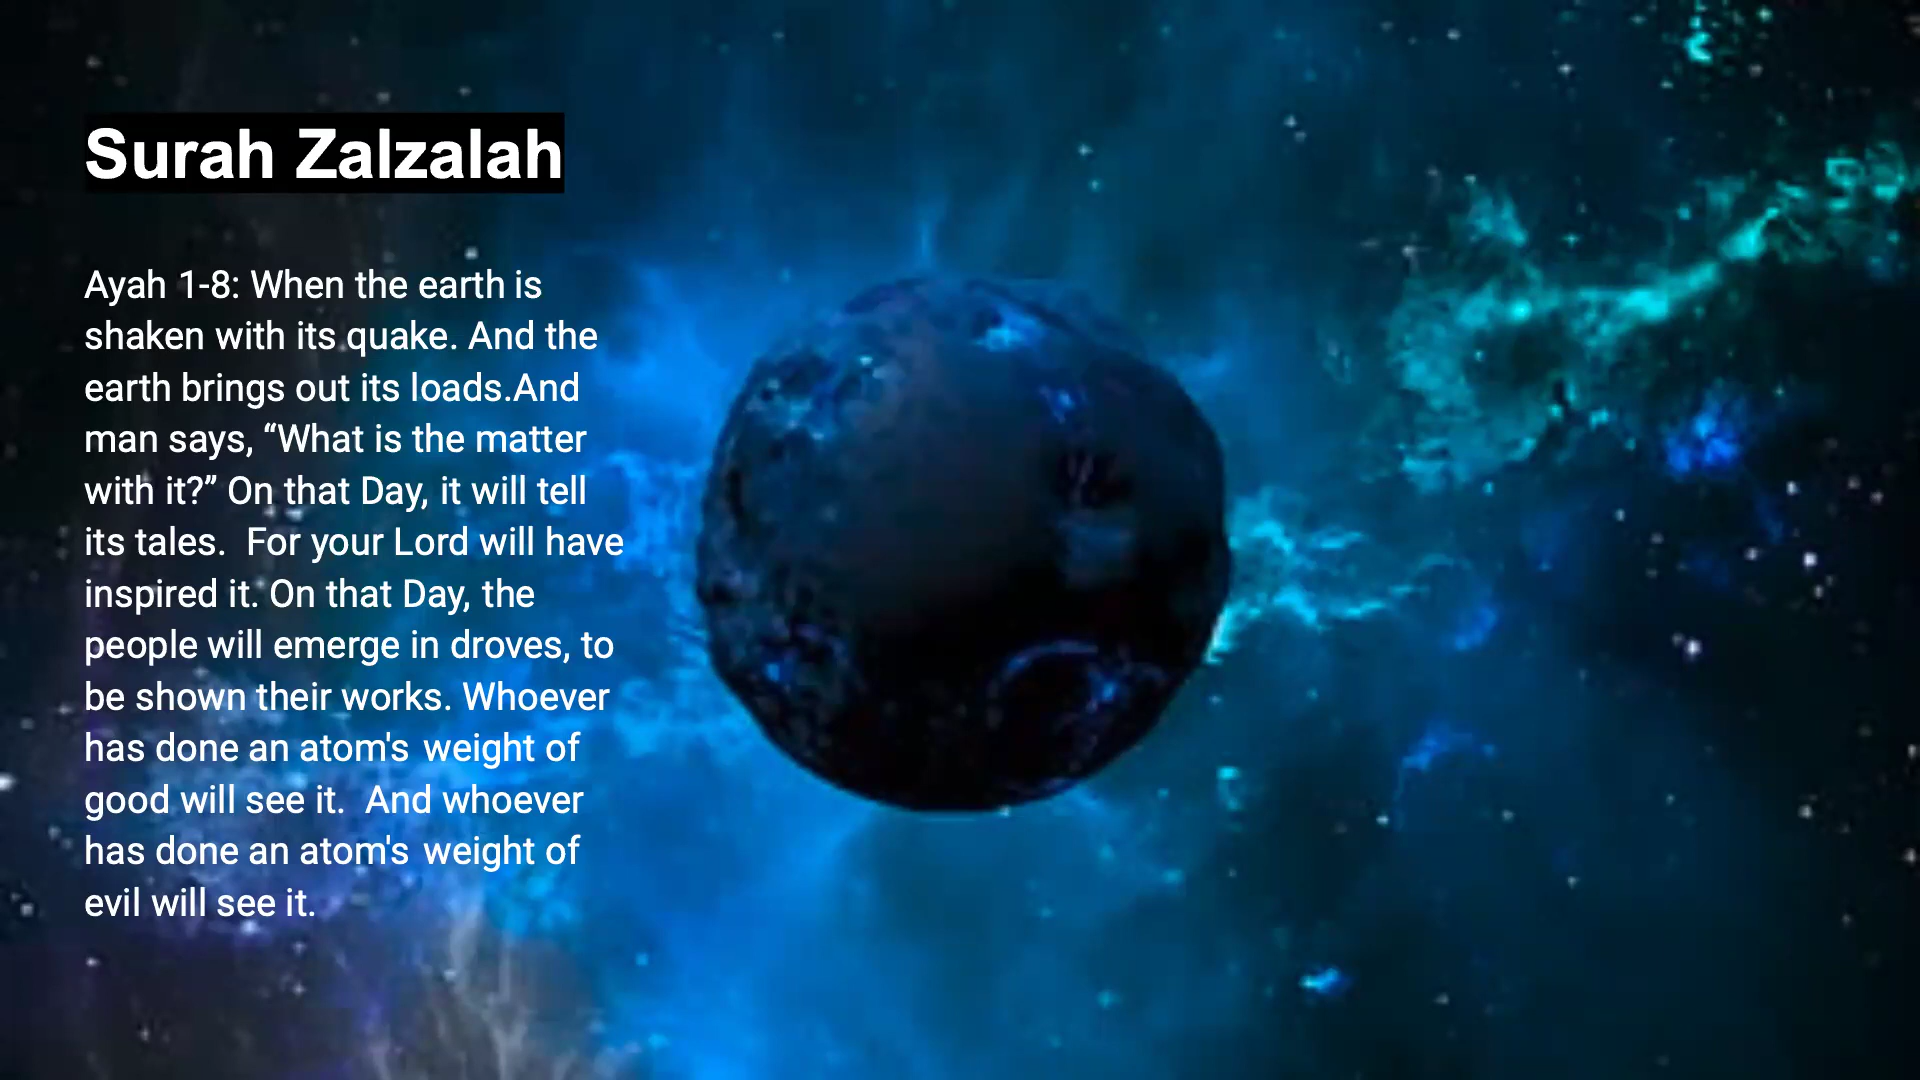 Surah Zalzalah
Ayah 1-8: When the earth is
shaken with its quake. And the
earth brings out its loads.And
man says, “What is the matter
with it?” On that Day, it will tell
its tales.  For your Lord will have
inspired it. On that Day, the
people will emerge in droves, to
be shown their works. Whoever
has done an atom's weight of
good will see it.  And whoever
has done an atom's weight of
evil will see it.